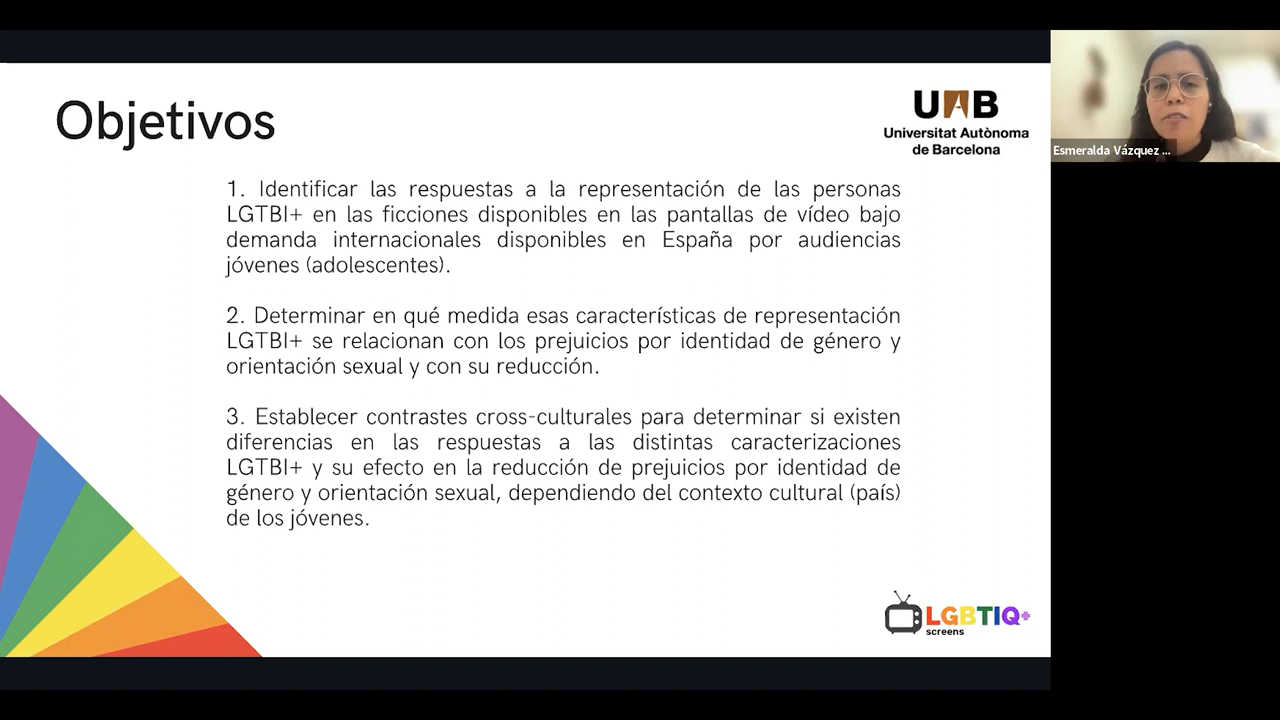 Objetivos
UAB
Universitat Autònoma
de Barcelona
Esmeralda Vázquez ...
1. Identificar las respuestas a la representación de las personas
LGTBI+ en las ficciones disponibles en las pantallas de vídeo bajo
demanda internacionales disponibles en España por audiencias
jóvenes (adolescentes).
2. Determinar en qué medida esas características de representación
LGTBI+ se relacionan con los prejuicios por identidad de género y
orientación sexual y con su reducción.
3. Establecer contrastes cross-culturales para determinar si existen
diferencias en las respuestas a las distintas caracterizaciones
LGTBI+ y su efecto en la reducción de prejuicios por identidad de
género y orientación sexual, dependiendo del contexto cultural (país)
de los jóvenes.
LGBTIQ+
screens